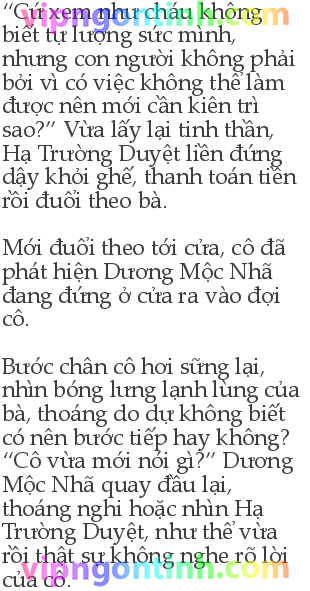 “Cứ xem như cháu không
vipngontinh.com
biết tự lượng sức mình,
nhưng con người không phải
bởi vì có việc không thể làm
được nên mới cần kiên trì
sao?” Vừa lấy lại tinh thần,
Hạ Trường Duyệt liền đứng
dậy khỏi ghế, thanh toán tiền
rồi đuổi theo bà.
Mới đuổi theo tới cửa, cô đã
phát hiện Dương Mộc Nhã
đang đứng ở cửa ra vào đợi
cô.
Bước chân cô hơi sững lại,
nhìn bóng lưng lạnh lùng của
bà, thoáng do dự không biết
có nên bước tiếp hay không?
“Cô vừa mới nói gì?” Dương
Mộc Nhã quay đầu lại,
thoáng nghi hoặc nhìn Hạ
Trường Duyệt, như thể vừa
rồi thật sự không nghe rõ lời
vipngontinh.com
của cô.